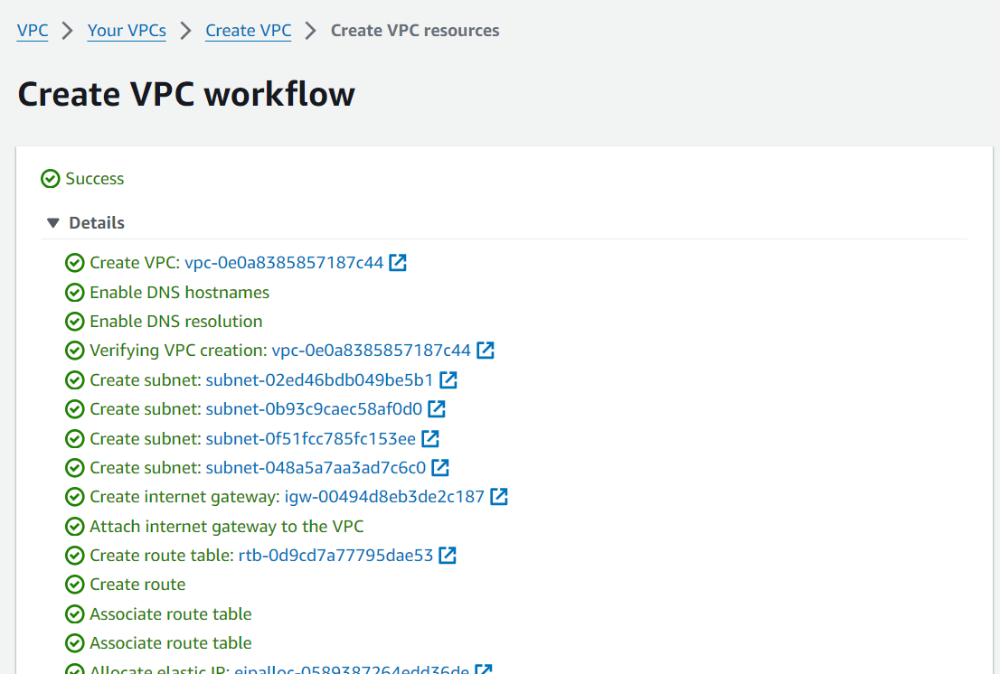 VPC > Your VPCs > Create VPC > Create VPC resources
Create VPC workflow
Success
Details
Create VPC: vpc-0e0a8385857187c44
Enable DNS hostnames
Enable DNS resolution
Verifying VPC creation: vpc-0e0a8385857187c44
Create subnet: subnet-02ed46bdb049be5b1
Create subnet: subnet-0b93c9caec58af0d0
Create subnet: subnet-0f51fcc785fc153ee
Create subnet: subnet-048a5a7aa3ad7c6c0
Create internet gateway: igw-00494d8eb3de2c187
Attach internet gateway to the VPC
Create route table: rtb-0d9cd7a77795dae53
Create route
Associate route table
Associate route table
Allocate elastic IP: eipalloc-0589387264edd36de